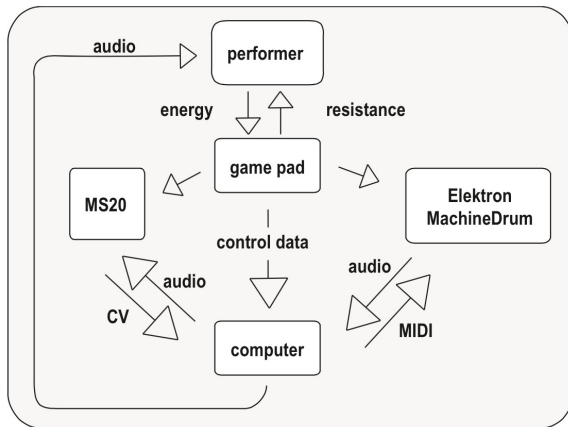 audio
performer
energy
resistance
game pad
MS20
Elektron
MachineDrum
control data
audio
audio
CV
MIDI
computer